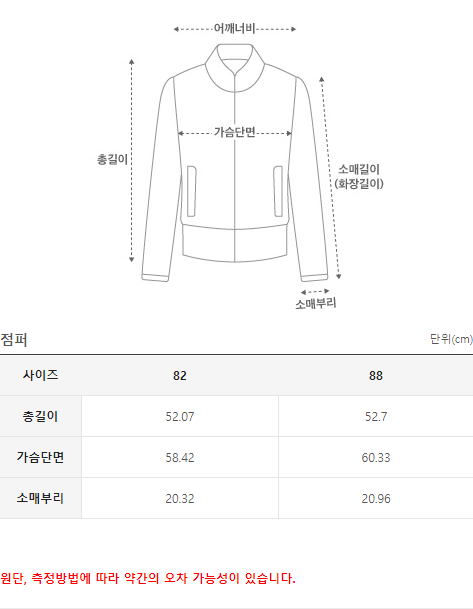 어깨너비
가슴단면
총길이
소매길이
(화장길이)
소매부리
점퍼 단위(cm)
사이즈 82 88
총길이 52.07 52.7
가슴단면 58.42 60.33
소매부리 20.32 20.96
원단, 측정방법에 따라 약간의 오차 가능성이 있습니다.